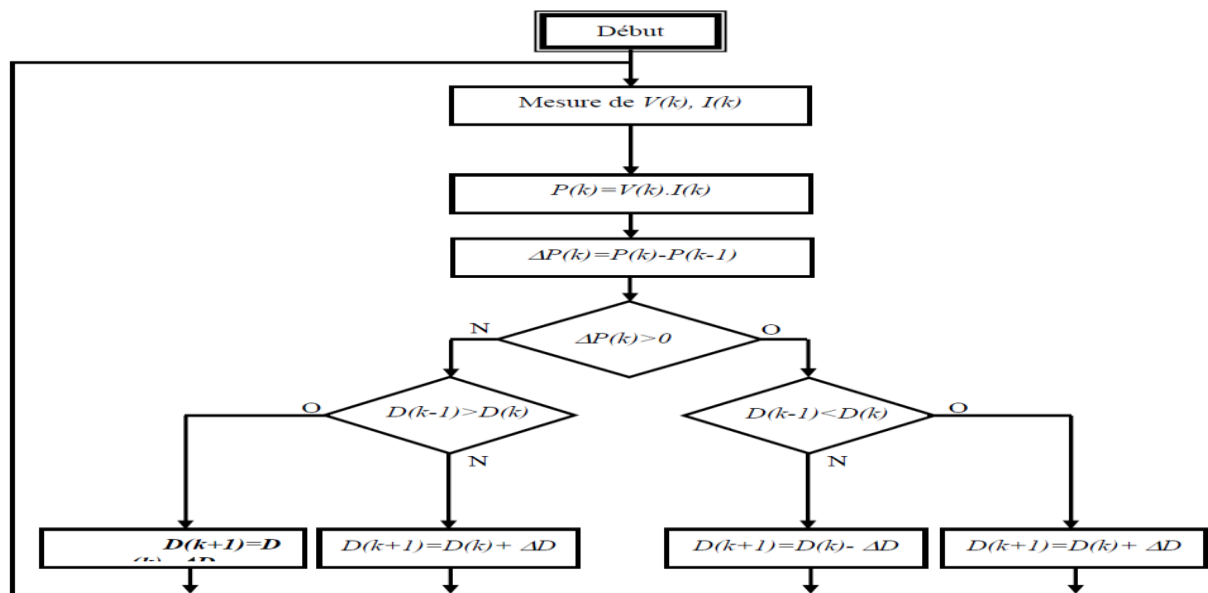 Début
Mesure de V(k), I(k)
P(k)=V(k).I(k)
ΔP(k)=P(k)-P(k-1)
N
ΔP(k)>0
O
O
D(k-1)>D(k)
N
D(k-1)<D(k)
O
N
D(k+1)=D
D(k+1)=D(k)+ ΔD
D(k+1)=D(k)- ΔD
D(k+1)=D(k)+ ΔD